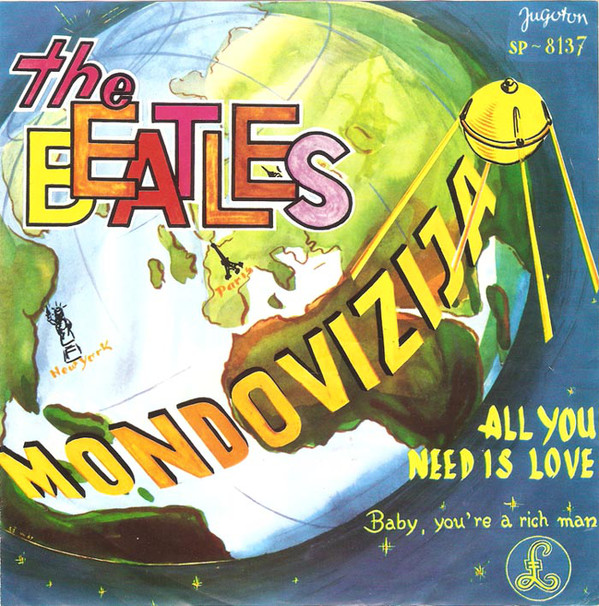 Jugoton
SP~8137
the
BEATLES
Paris
New York
MONDOVIZIJA
ALL YOU
NEED IS LOVE
Baby, you're a rich man
£